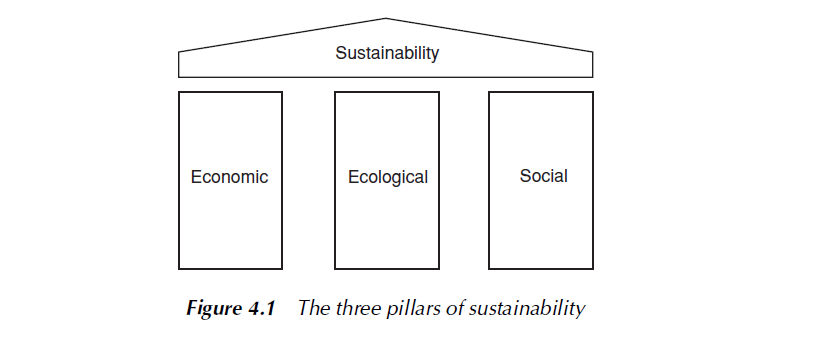 Sustainability
Economic
Ecological
Social
Figure 4.1 The three pillars of sustainability